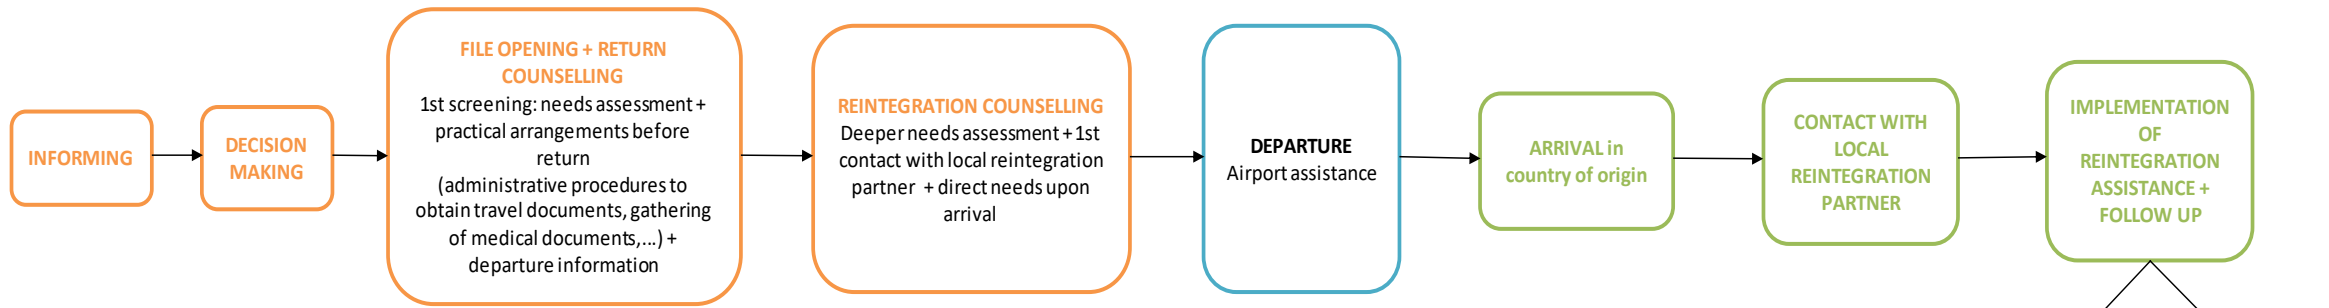 INFORMING
DECISION
MAKING
FILE OPENING + RETURN
COUNSELLING
1st screening: needs assessment +
practical arrangements before
return
(administrative procedures to
obtain travel documents, gathering
of medical documents,...) +
departure information
REINTEGRATION COUNSELLING
Deeper needs assessment + 1st
contact with local reintegration
partner + direct needs upon
arrival
DEPARTURE
Airport assistance
ARRIVAL in
country of origin
CONTACT WITH
LOCAL
REINTEGRATION
PARTNER
IMPLEMENTATION
OF
REINTEGRATION
ASSISTANCE +
FOLLOW UP